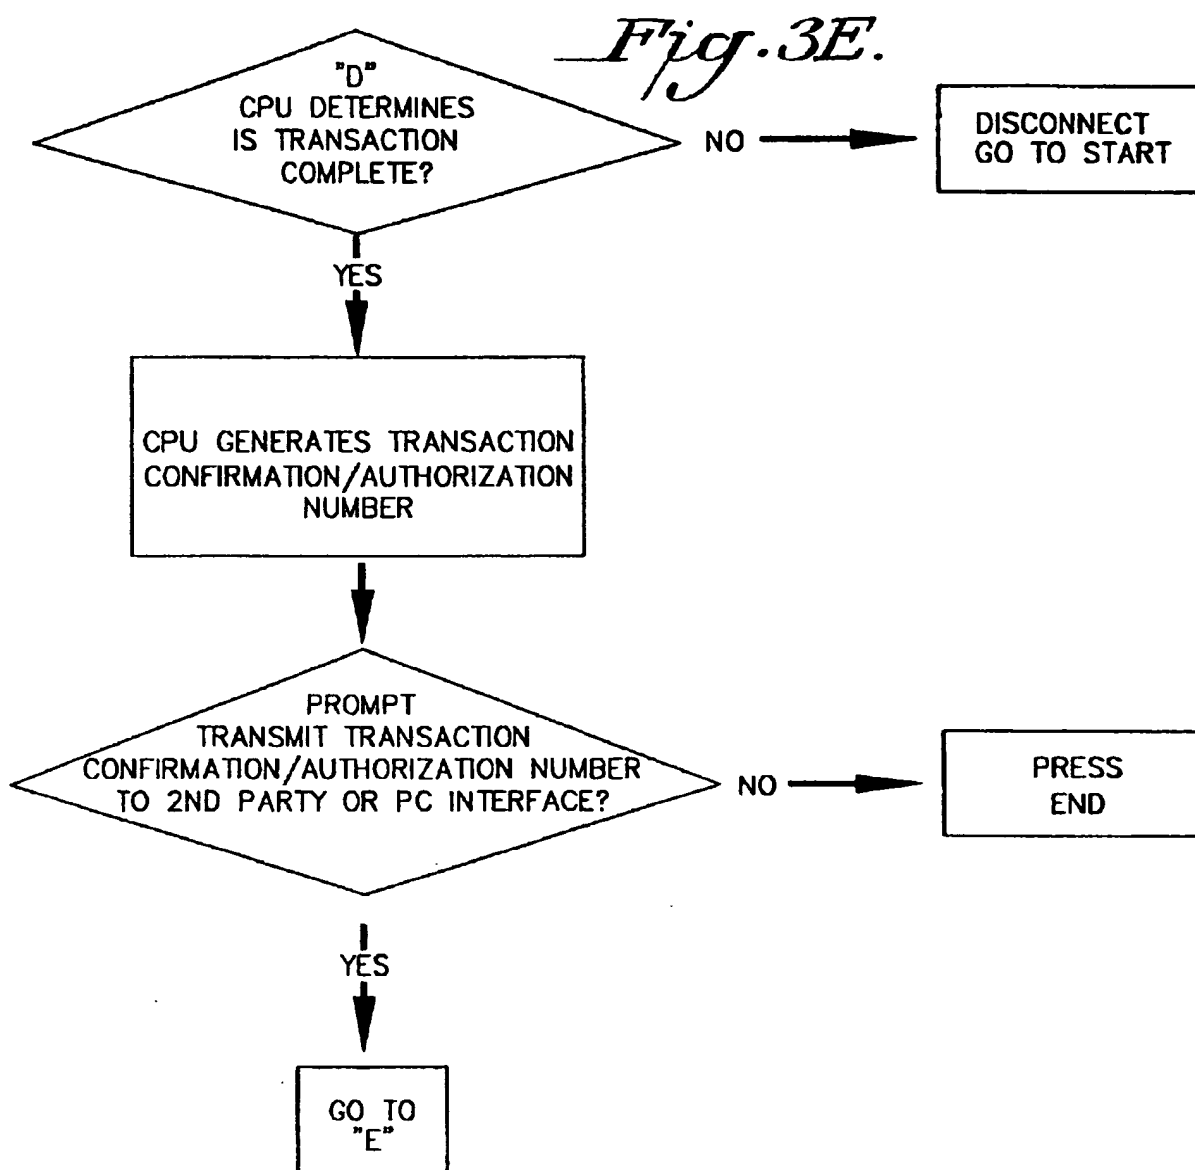 Fig. 3E.
"D"
CPU DETERMINES
IS TRANSACTION
COMPLETE?
NO
DISCONNECT
GO TO START
YES
CPU GENERATES TRANSACTION
CONFIRMATION/AUTHORIZATION
NUMBER
PROMPT
TRANSMIT TRANSACTION
CONFIRMATION/AUTHORIZATION NUMBER
TO 2ND PARTY OR PC INTERFACE?
NO
PRESS
END
YES
GO TO
"E"